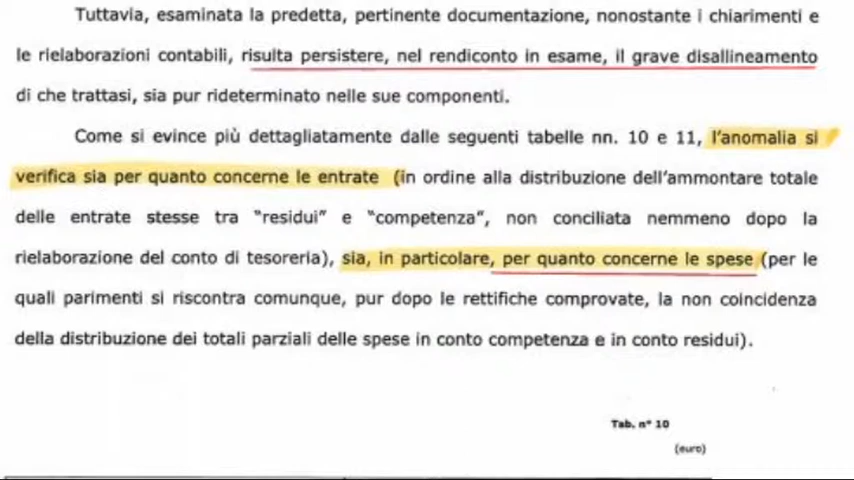 Tuttavia, esaminata la predetta, pertinente documentazione, nonostante i chiarimenti e
le rielaborazioni contabili, risulta persistere, nel rendiconto in esame, il grave disallineamento
di che trattasi, sia pur rideterminato nelle sue componenti.
Come si evince più dettagliatamente dalle seguenti tabelle nn. 10 e 11, l'anomalia si
verifica sia per quanto concerne le entrate (in ordine alla distribuzione dell'ammontare totale
delle entrate stesse tra "residui" e "competenza", non conciliata nemmeno dopo la
rielaborazione del conto di tesoreria), sia, in particolare, per quanto concerne le spese (per le
quali parimenti si riscontra comunque, pur dopo le rettifiche comprovate, la non coincidenza
della distribuzione dei totali parziali delle spese in conto competenza e in conto residui).
Tab. n° 10
(euro)